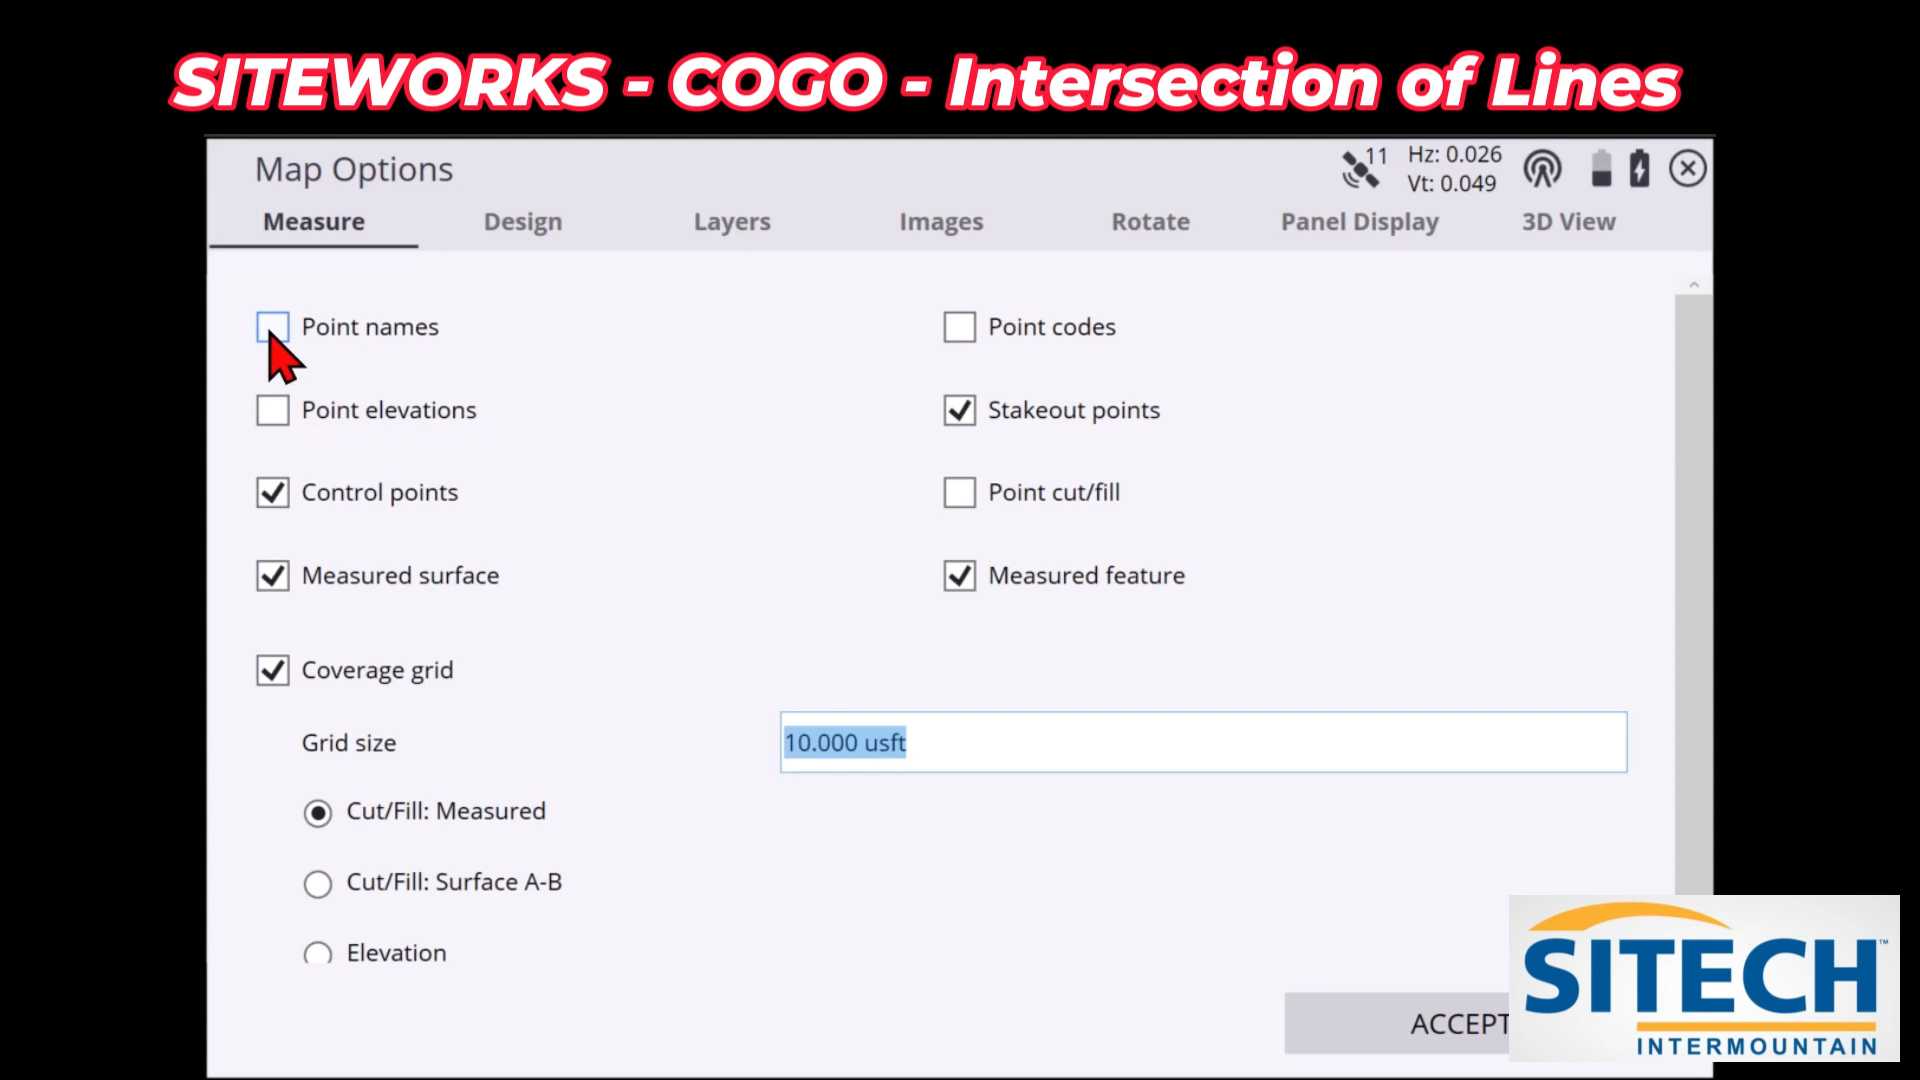 SITEWORKS - COGO - Intersection of Lines
Map Options
11
Hz: 0.026
Vt: 0.049
Measure Design Layers Images Rotate Panel Display 3D View
Point names
Point codes
Point elevations
Stakeout points
Control points
Point cut/fill
Measured surface
Measured feature
Coverage grid
Grid size
10.000 usft
Cut/Fill: Measured
Cut/Fill: Surface A-B
Elevation
ACCEPT
SITECH™
INTERMOUNTAIN